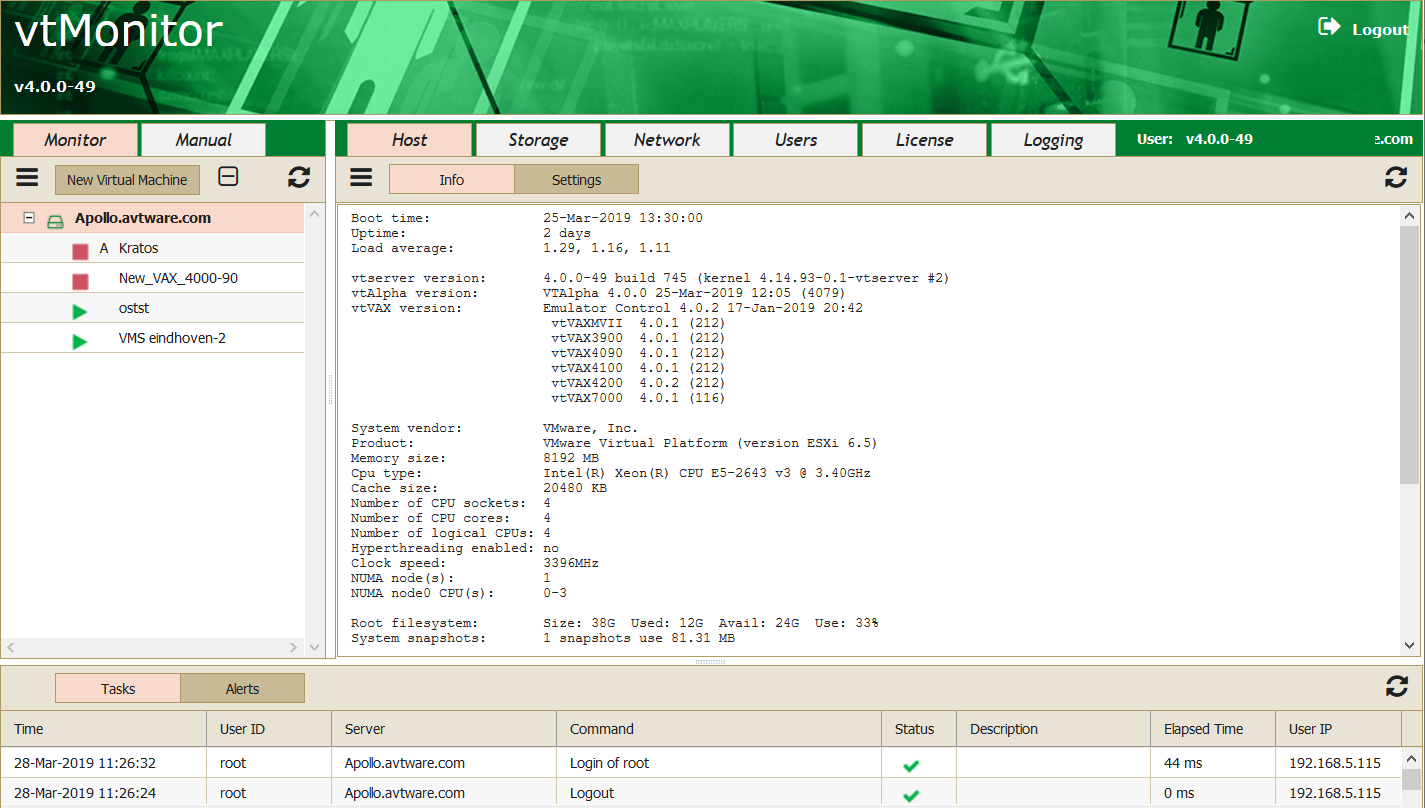 vtMonitor
Logout
v4.0.0-49
Monitor Manual
Host Storage Network Users License Logging User: v4.0.0-49 .com
New Virtual Machine
Info Settings
Apollo.avtware.com
A Kratos
New_VAX_4000-90
ostst
VMS eindhoven-2
Boot time: 25-Mar-2019 13:30:00
Uptime: 2 days
Load average: 1.29, 1.16, 1.11
vtserver version: 4.0.0-49 build 745 (kernel 4.14.93-0.1-vtserver #2)
vtAlpha version: VTAlpha 4.0.0 25-Mar-2019 12:05 (4079)
vtVAX version: Emulator Control 4.0.2 17-Jan-2019 20:42
vtVAXMVII 4.0.1 (212)
vtVAX3900 4.0.1 (212)
vtVAX4090 4.0.1 (212)
vtVAX4100 4.0.1 (212)
vtVAX4200 4.0.2 (212)
vtVAX7000 4.0.1 (116)
System vendor: VMware, Inc.
Product: VMware Virtual Platform (version ESXi 6.5)
Memory size: 8192 MB
Cpu type: Intel(R) Xeon(R) CPU E5-2643 v3 @ 3.40GHz
Cache size: 20480 KB
Number of CPU sockets: 4
Number of CPU cores: 4
Number of logical CPUs: 4
Hyperthreading enabled: no
Clock speed: 3396MHz
NUMA node(s): 1
NUMA node0 CPU(s): 0-3
Root filesystem: Size: 38G Used: 12G Avail: 24G Use: 33%
System snapshots: 1 snapshots use 81.31 MB
Tasks Alerts
Time User ID Server Command Status Description Elapsed Time User IP
28-Mar-2019 11:26:32 root Apollo.avtware.com Login of root 44 ms 192.168.5.115
28-Mar-2019 11:26:24 root Apollo.avtware.com Logout 0 ms 192.168.5.115